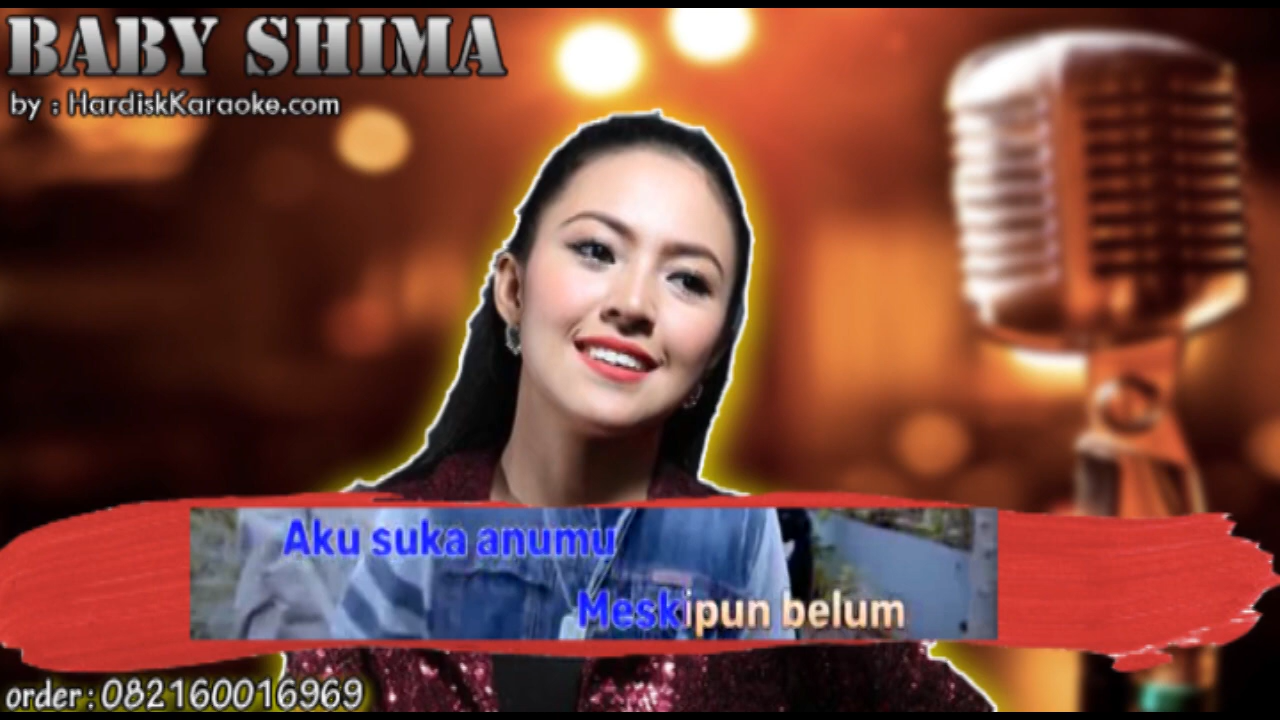 BABY SHIMA
by : HardiskKaraoke.com
Aku suka anumu
Meskipun belum
order : 082160016969